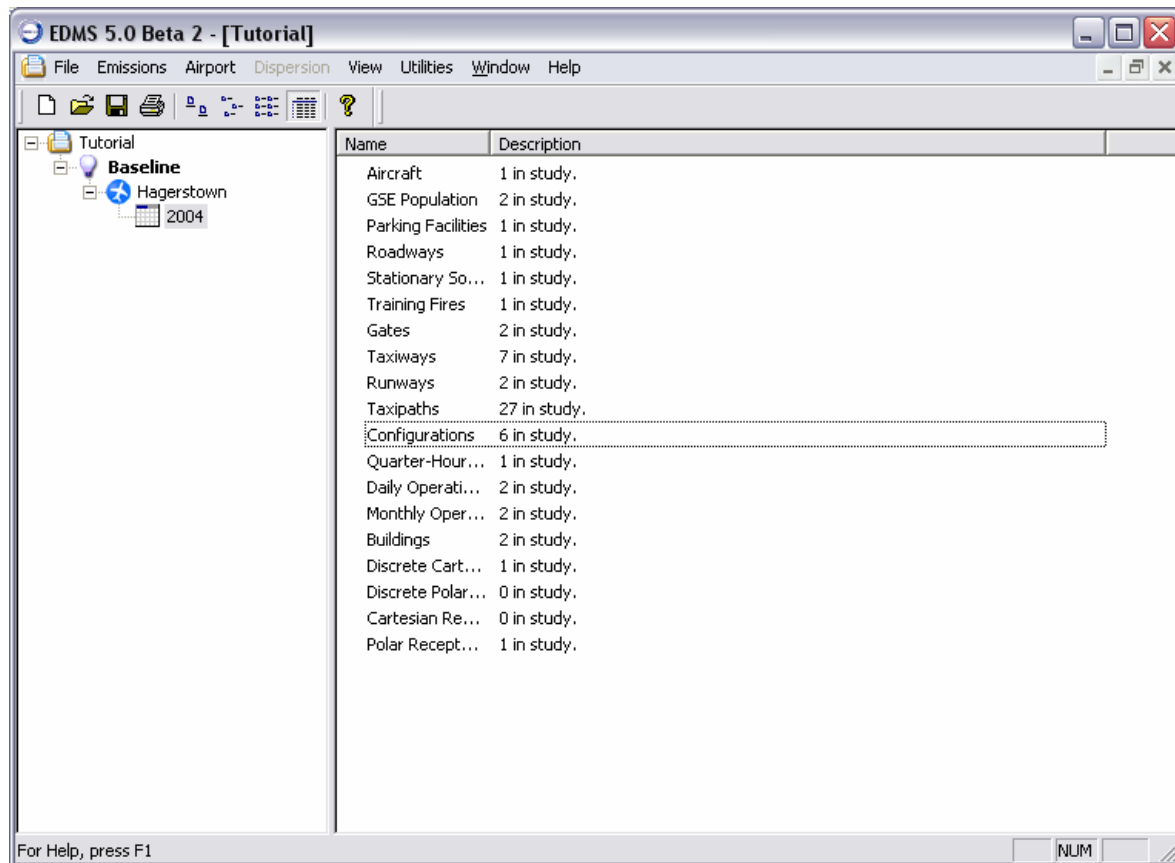 EDMS 5.0 Beta 2 - [Tutorial]
File Emissions Airport Dispersion View Utilities Window Help
Tutorial
Baseline
Hagerstown
2004
Name Description
Aircraft 1 in study.
GSE Population 2 in study.
Parking Facilities 1 in study.
Roadways 1 in study.
Stationary So... 1 in study.
Training Fires 1 in study.
Gates 2 in study.
Taxiways 7 in study.
Runways 2 in study.
Taxipaths 27 in study.
Configurations 6 in study.
Quarter-Hour... 1 in study.
Daily Operati... 2 in study.
Monthly Oper... 2 in study.
Buildings 2 in study.
Discrete Cart... 1 in study.
Discrete Polar... 0 in study.
Cartesian Re... 0 in study.
Polar Recept... 1 in study.
For Help, press F1 NUM